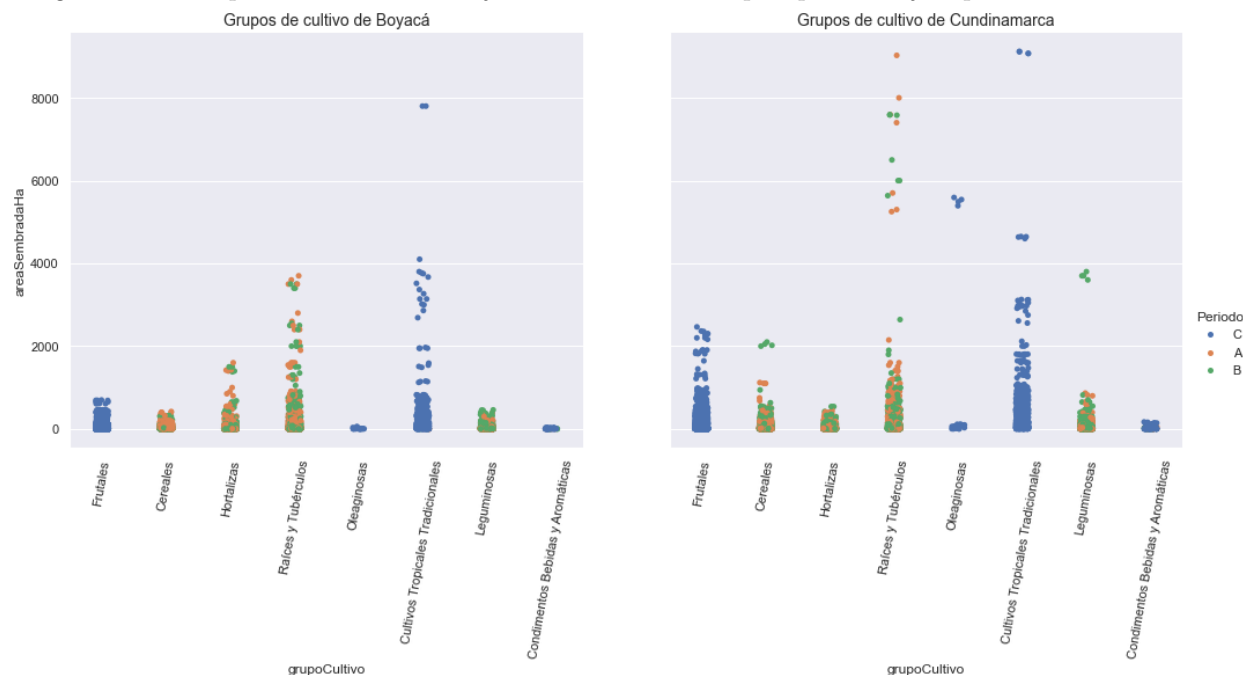 Grupos de cultivo de Boyacá
Grupos de cultivo de Cundinamarca
areaSembradaHa
8000
6000
4000
2000
0
Frutales
Cereales
Hortalizas
Raíces y Tubérculos
Oleaginosas
Cultivos Tropicales Tradicionales
Leguminosas
Condimentos Bebidas y Aromáticas
grupoCultivo
Frutales
Cereales
Hortalizas
Raíces y Tubérculos
Oleaginosas
Cultivos Tropicales Tradicionales
Leguminosas
Condimentos Bebidas y Aromáticas
grupoCultivo
Periodo
C
A
B